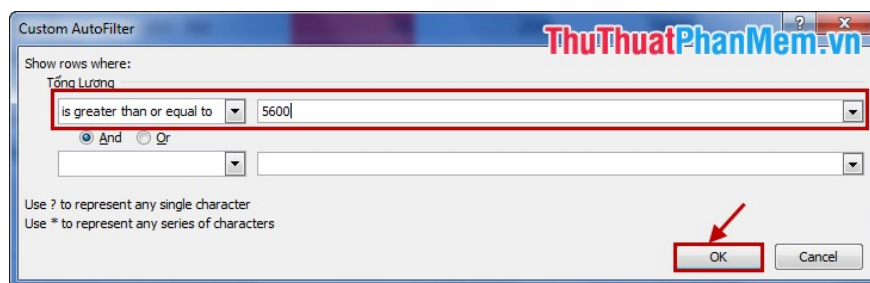 Custom AutoFilter
ThuThuatPhanMem.vn
Show rows where:
Tổng Lương
is greater than or equal to 5600
And Or
Use ? to represent any single character
Use * to represent any series of characters
OK Cancel